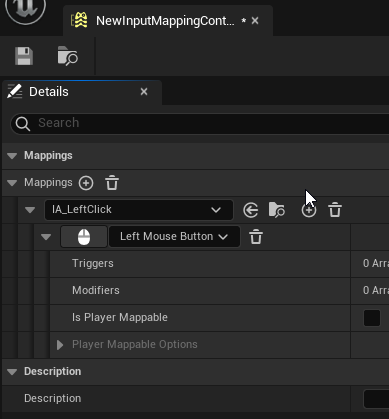 NewInputMappingCont... *
Details
Search
Mappings
Mappings
IA_LeftClick
Left Mouse Button
Triggers
0 Arra
Modifiers
0 Arra
Is Player Mappable
Player Mappable Options
Description
Description